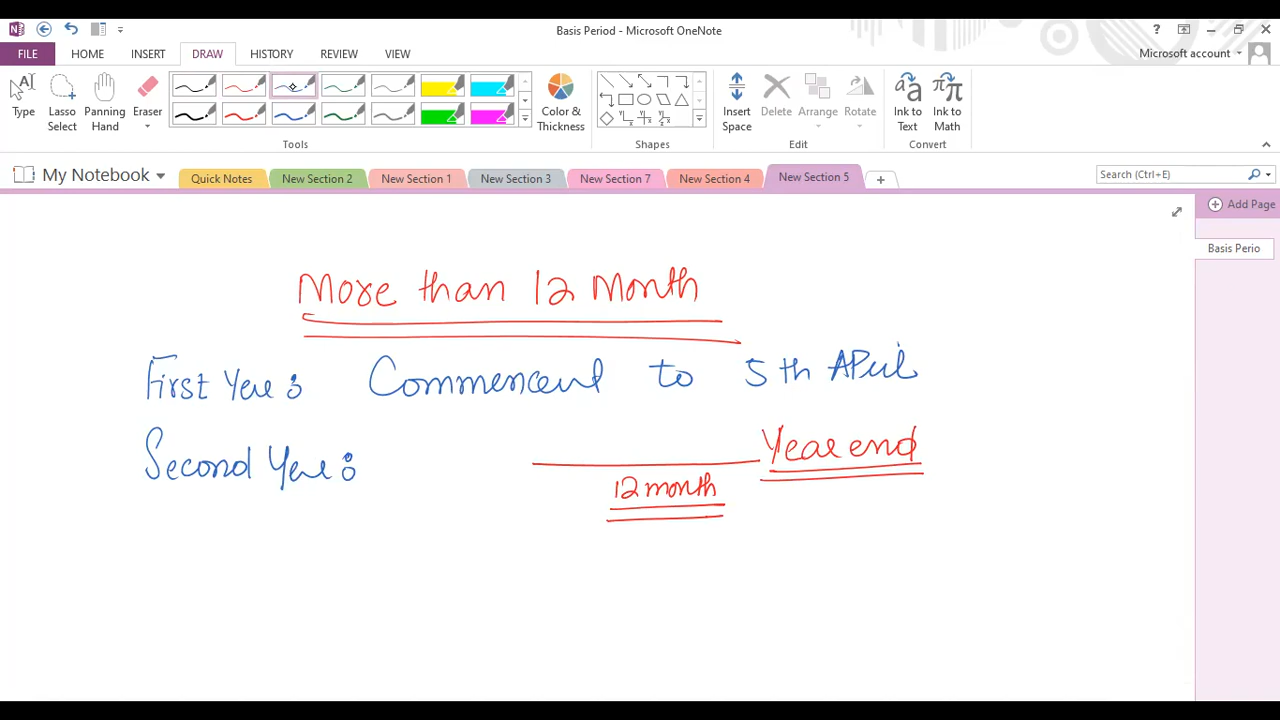 Basis Period - Microsoft OneNote
?
FILE HOME INSERT DRAW HISTORY REVIEW VIEW
Microsoft account
Type
Lasso Select
Panning Hand
Eraser
Color & Thickness
Insert Space
Delete
Arrange
Rotate
Ink to Text
Ink to Math
Tools Shapes Edit Convert
My Notebook Quick Notes New Section 2 New Section 1 New Section 3 New Section 7 New Section 4 New Section 5
Search (Ctrl+E)
Add Page
Basis Perio
More than 12 Month
First Year : Commencent to 5th April
Second Year : Year end
12 month